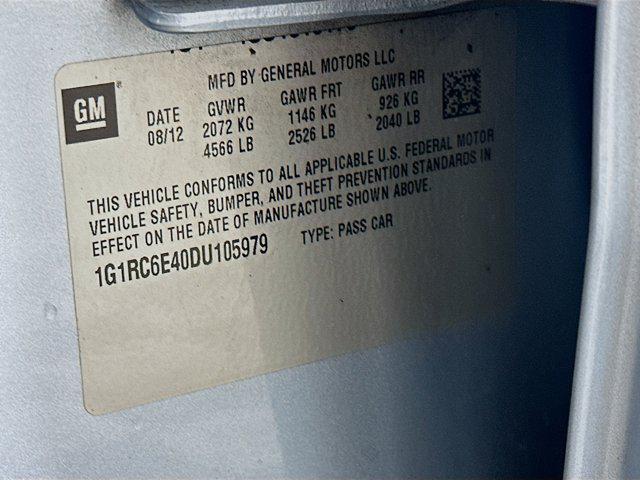 MFD BY GENERAL MOTORS LLC
GM
DATE GVWR GAWR FRT GAWR RR
08/12 2072 KG 1146 KG 926 KG
4566 LB 2526 LB 2040 LB
THIS VEHICLE CONFORMS TO ALL APPLICABLE U.S. FEDERAL MOTOR
VEHICLE SAFETY, BUMPER, AND THEFT PREVENTION STANDARDS IN
EFFECT ON THE DATE OF MANUFACTURE SHOWN ABOVE.
1G1RC6E40DU105979 TYPE: PASS CAR